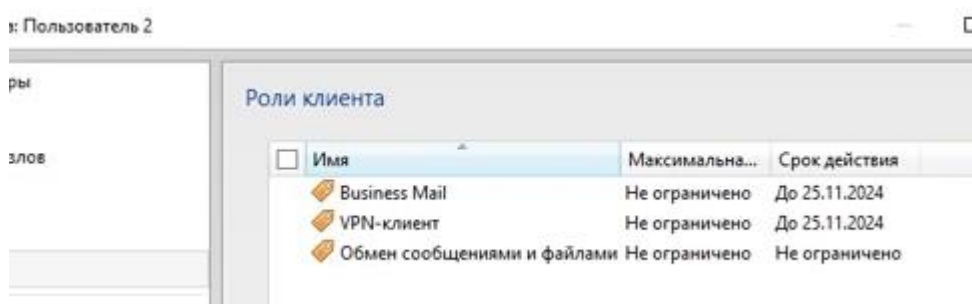 а: Пользователь 2
ры
Роли клиента
злов
Имя Максимальна... Срок действия
Business Mail Не ограничено До 25.11.2024
VPN-клиент Не ограничено До 25.11.2024
Обмен сообщениями и файлами Не ограничено Не ограничено